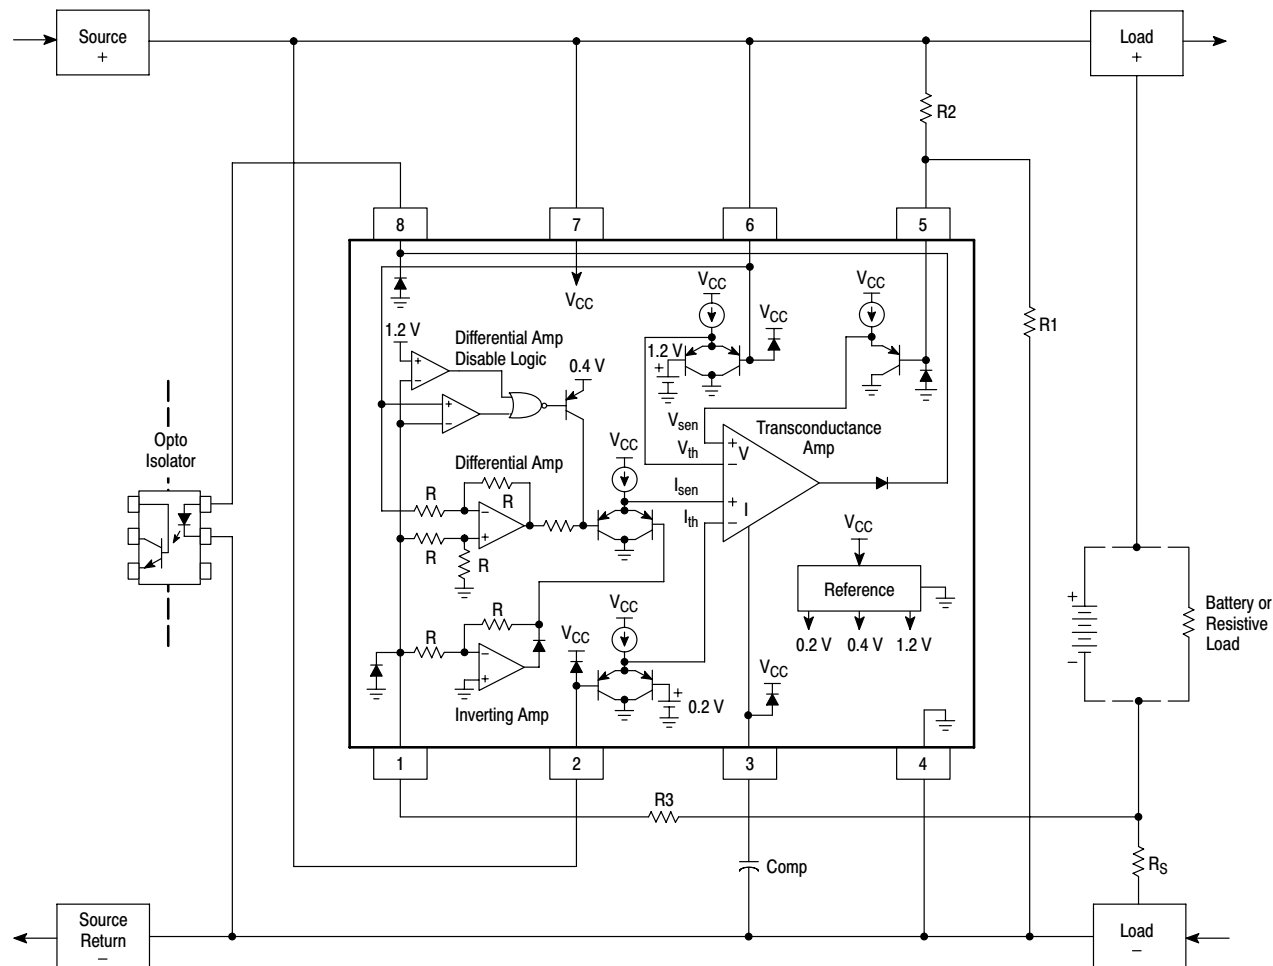 Source
+
Load
+
R2
8
7
6
5
VCC
VCC
VCC
VCC
R1
1.2 V
Differential Amp
Disable Logic
1.2 V
+
+
−
0.4 V
+
−
Opto
Isolator
Vsen
Transconductance
Amp
VCC
Vth
+
V
−
Differential Amp
Isen
R
R
−
+
I
Ith
−
VCC
R
+
R
Reference
+
Battery or
Resistive
Load
−
VCC
R
0.2 V
0.4 V
1.2 V
VCC
R
−
+
VCC
+
0.2 V
Inverting Amp
1
2
3
4
R3
Comp
RS
Source
Return
−
Load
−